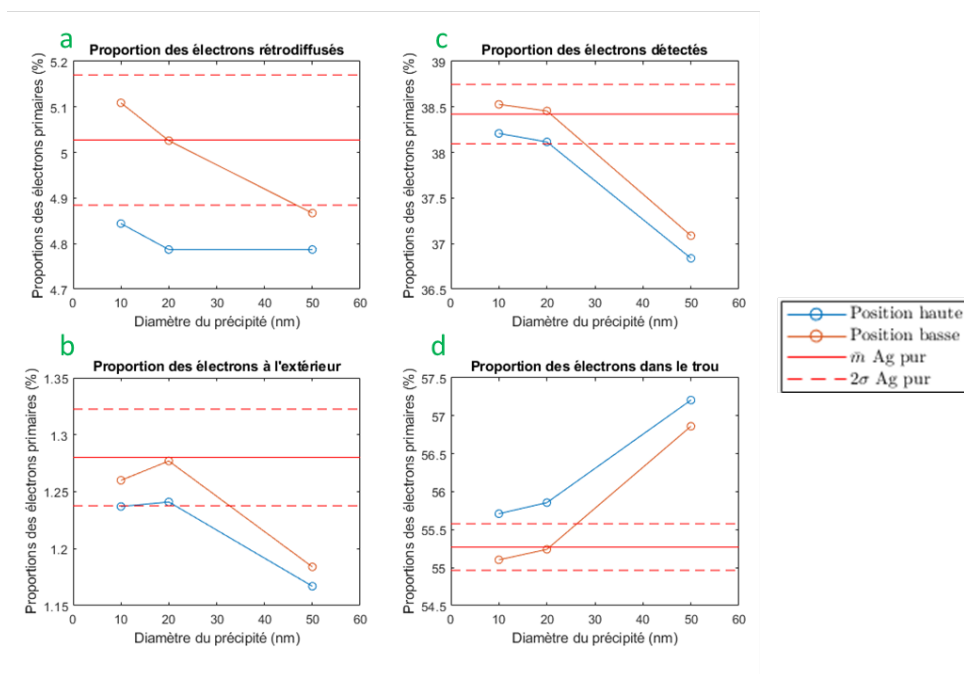 a
Proportion des électrons rétrodiffusés
Proportions des électrons primaires (%)
5.2
5.1
5
4.9
4.8
4.7
0 10 20 30 40 50 60
Diamètre du précipité (nm)
c
Proportion des électrons détectés
Proportions des électrons primaires (%)
39
38.5
38
37.5
37
36.5
0 10 20 30 40 50 60
Diamètre du précipité (nm)
b
Proportion des électrons à l'extérieur
Proportions des électrons primaires (%)
1.35
1.3
1.25
1.2
1.15
0 10 20 30 40 50 60
Diamètre du précipité (nm)
d
Proportion des électrons dans le trou
Proportions des électrons primaires (%)
57.5
57
56.5
56
55.5
55
54.5
0 10 20 30 40 50 60
Diamètre du précipité (nm)
Position haute
Position basse
m̄ Ag pur
2σ Ag pur